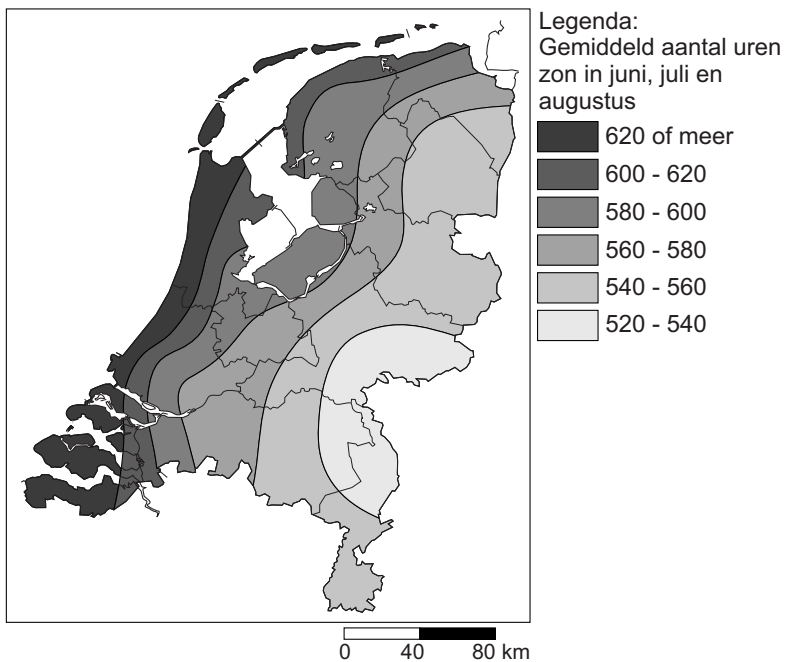 Legenda:
Gemiddeld aantal uren
zon in juni, juli en
augustus
620 of meer
600 - 620
580 - 600
560 - 580
540 - 560
520 - 540
0 40 80 km